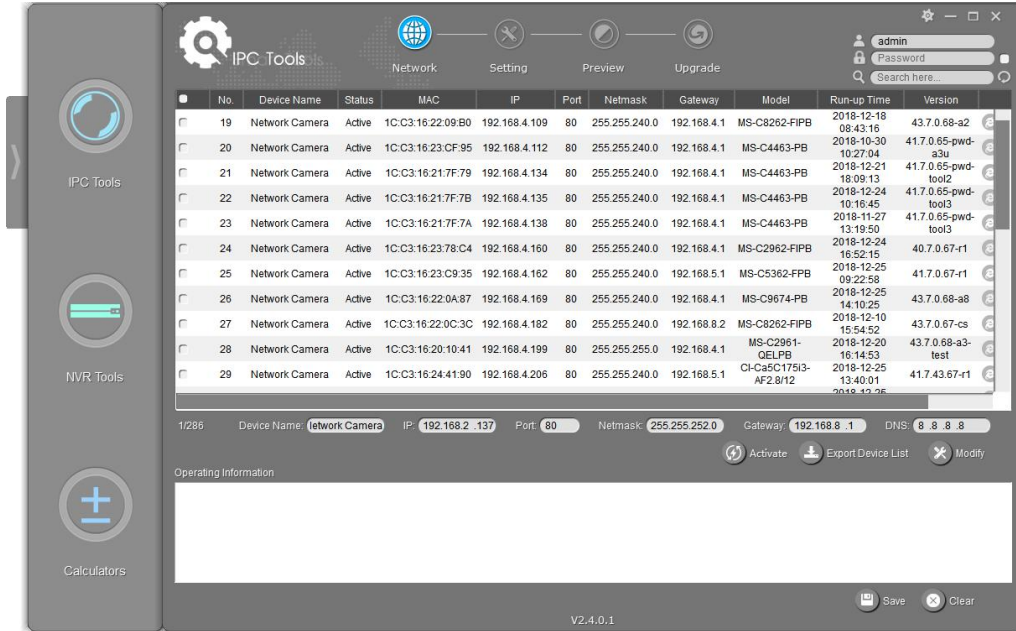 IPC Tools
Network
Setting
Preview
Upgrade
admin
Password
Search here...
IPC Tools
NVR Tools
Calculators
No. Device Name Status MAC IP Port Netmask Gateway Model Run-up Time Version
19 Network Camera Active 1C:C3:16:22:09:B0 192.168.4.109 80 255.255.240.0 192.168.4.1 MS-C8262-FIPB 2018-12-18 08:43:16 43.7.0.68-a2
20 Network Camera Active 1C:C3:16:23:CF:95 192.168.4.112 80 255.255.240.0 192.168.4.1 MS-C4463-PB 2018-10-30 10:27:04 41.7.0.65-pwd-a3u
21 Network Camera Active 1C:C3:16:21:7F:79 192.168.4.134 80 255.255.240.0 192.168.4.1 MS-C4463-PB 2018-12-21 18:09:13 41.7.0.65-pwd-tool2
22 Network Camera Active 1C:C3:16:21:7F:7B 192.168.4.135 80 255.255.240.0 192.168.4.1 MS-C4463-PB 2018-12-24 10:16:45 41.7.0.65-pwd-tool3
23 Network Camera Active 1C:C3:16:21:7F:7A 192.168.4.138 80 255.255.240.0 192.168.4.1 MS-C4463-PB 2018-11-27 13:19:50 41.7.0.65-pwd-tool3
24 Network Camera Active 1C:C3:16:23:78:C4 192.168.4.160 80 255.255.240.0 192.168.4.1 MS-C2962-FIPB 2018-12-24 16:52:15 40.7.0.67-r1
25 Network Camera Active 1C:C3:16:23:C9:35 192.168.4.162 80 255.255.240.0 192.168.5.1 MS-C5362-FPB 2018-12-25 09:22:58 41.7.0.67-r1
26 Network Camera Active 1C:C3:16:22:0A:87 192.168.4.169 80 255.255.240.0 192.168.4.1 MS-C9674-PB 2018-12-25 14:10:25 43.7.0.68-a8
27 Network Camera Active 1C:C3:16:22:0C:3C 192.168.4.182 80 255.255.240.0 192.168.8.2 MS-C8262-FIPB 2018-12-10 15:54:52 43.7.0.67-cs
28 Network Camera Active 1C:C3:16:20:10:41 192.168.4.199 80 255.255.255.0 192.168.4.1 MS-C2961-QELPB 2018-12-20 16:14:53 43.7.0.68-a3-test
29 Network Camera Active 1C:C3:16:24:41:90 192.168.4.206 80 255.255.240.0 192.168.5.1 CI-Ca5C175i3-AF2.8/12 2018-12-25 13:40:01 41.7.43.67-r1
1/286 Device Name: letwork Camera IP: 192.168.2 .137 Port: 80 Netmask: 255.255.252.0 Gateway: 192.168.8 .1 DNS: 8 .8 .8 .8
Activate Export Device List Modify
Operating Information
Save Clear
V2.4.0.1